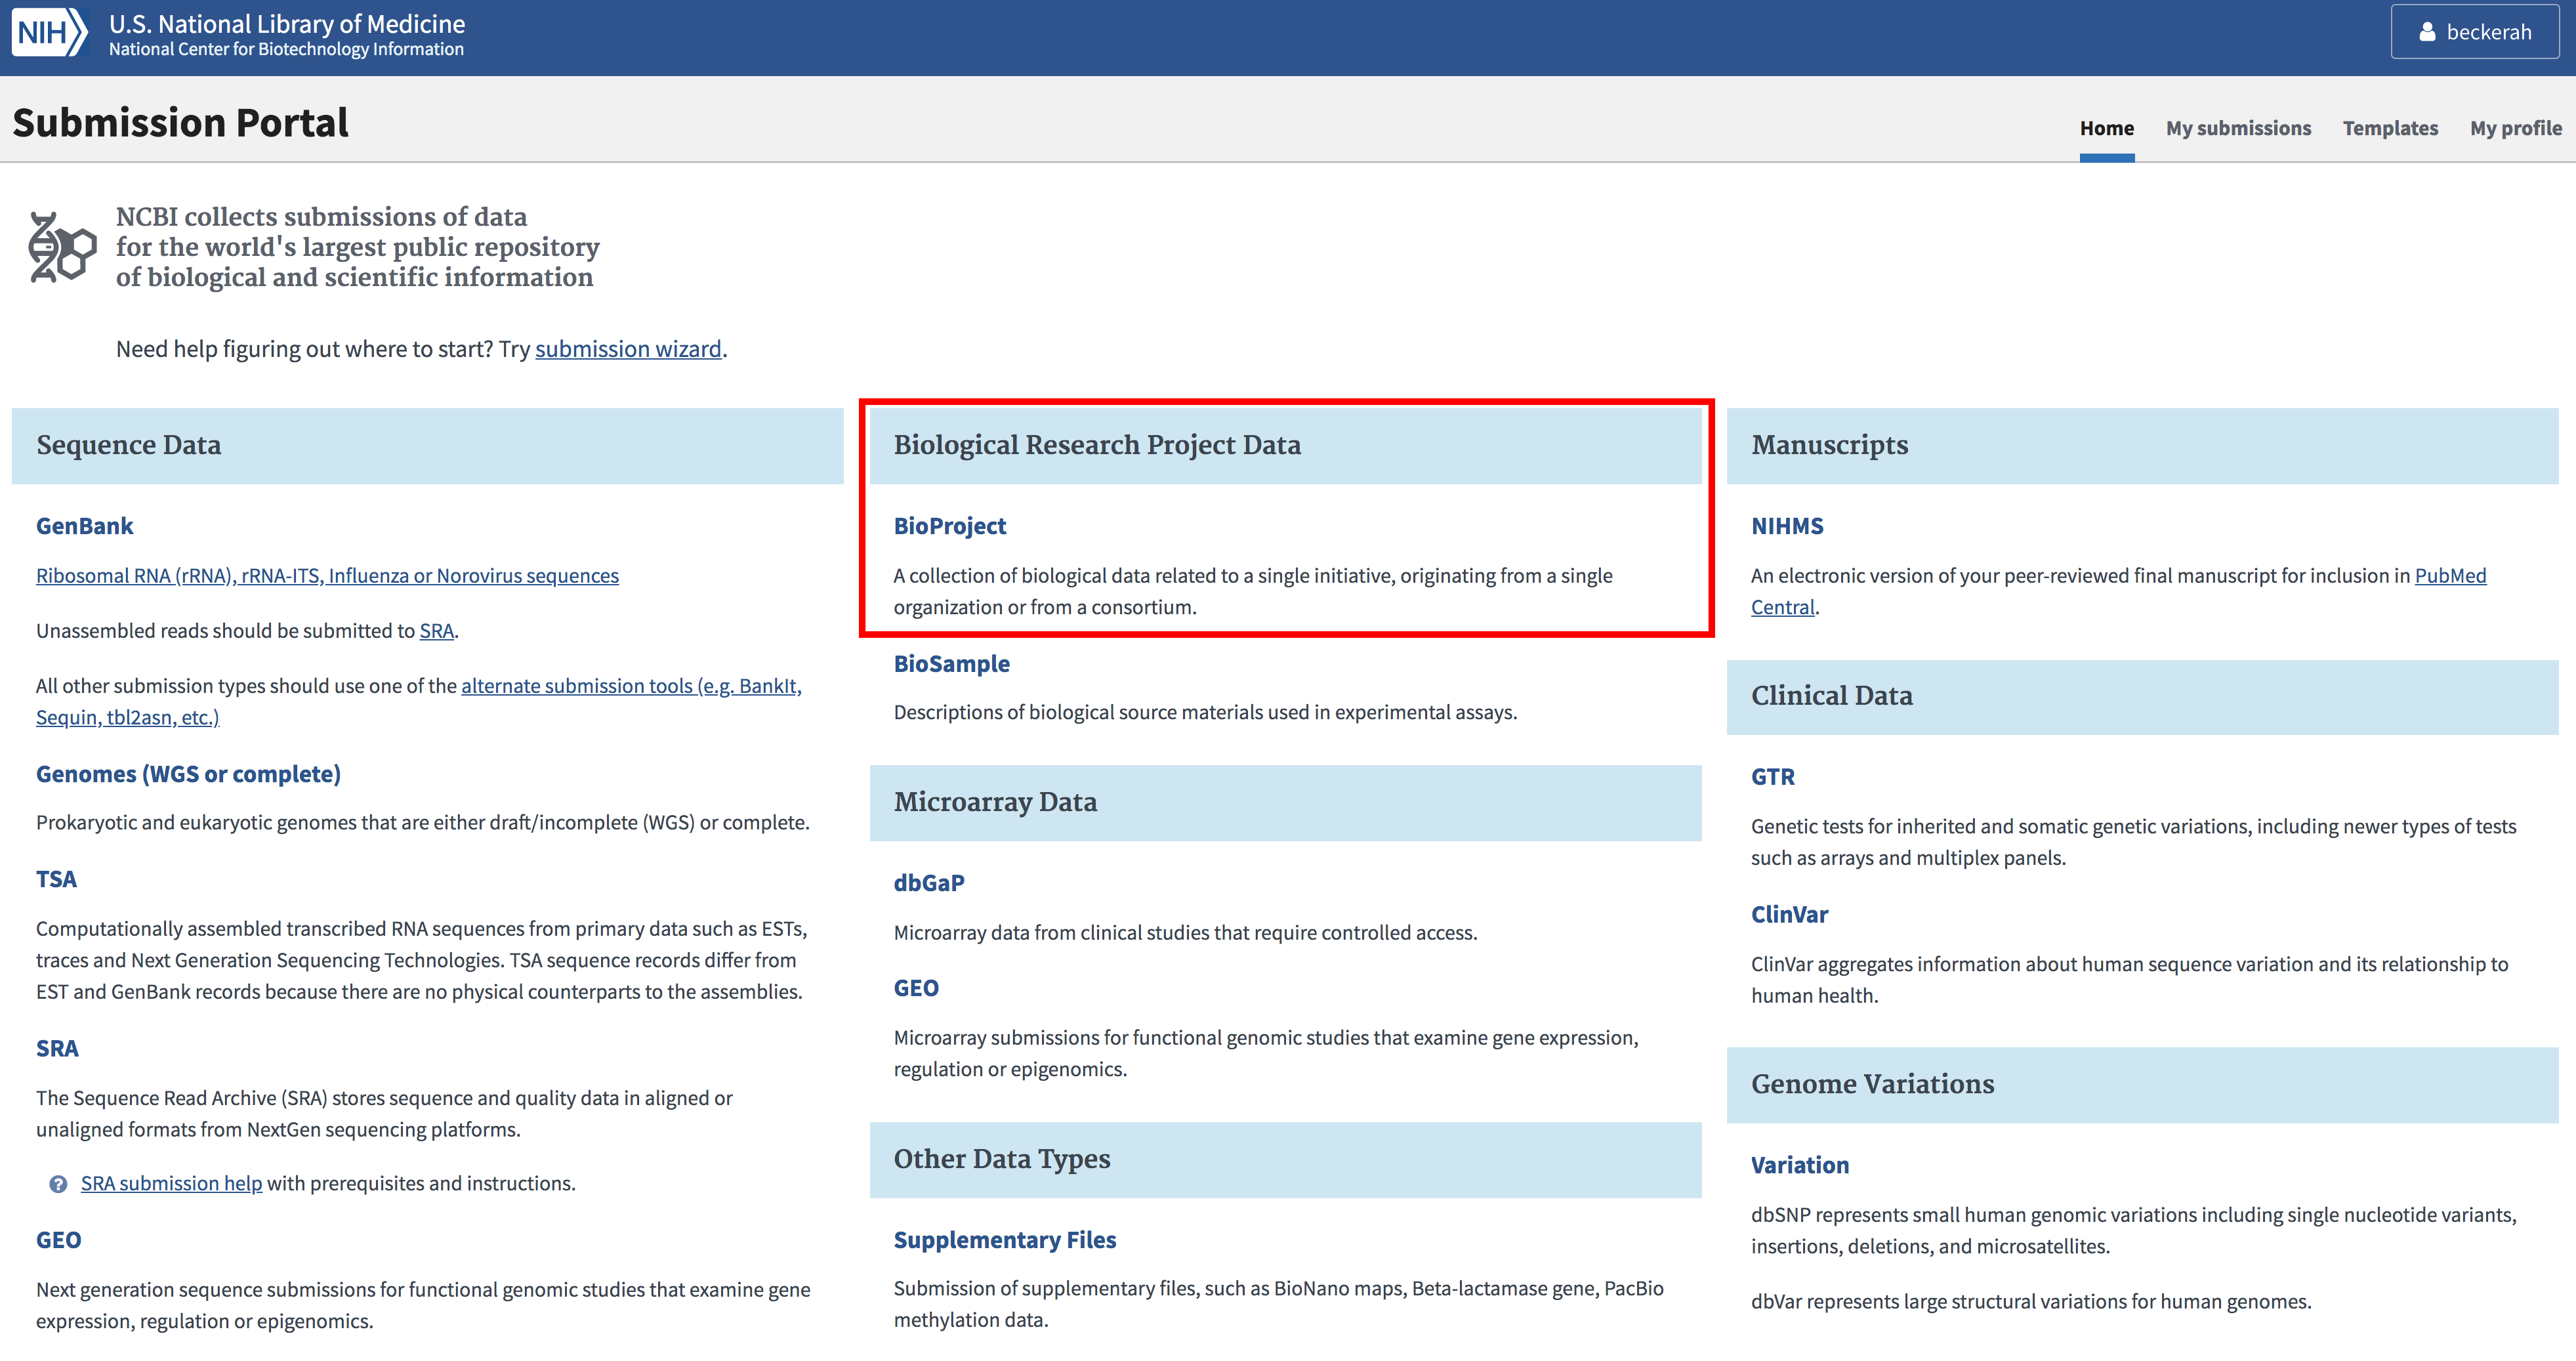 NIH
U.S. National Library of Medicine
National Center for Biotechnology Information
beckerah
Submission Portal
Home
My submissions
Templates
My profile
NCBI collects submissions of data
for the world's largest public repository
of biological and scientific information
Need help figuring out where to start? Try submission wizard.
Sequence Data
GenBank
Ribosomal RNA (rRNA), rRNA-ITS, Influenza or Norovirus sequences
Unassembled reads should be submitted to SRA.
All other submission types should use one of the alternate submission tools (e.g. BankIt,
Sequin, tbl2asn, etc.)
Genomes (WGS or complete)
Prokaryotic and eukaryotic genomes that are either draft/incomplete (WGS) or complete.
TSA
Computationally assembled transcribed RNA sequences from primary data such as ESTs,
traces and Next Generation Sequencing Technologies. TSA sequence records differ from
EST and GenBank records because there are no physical counterparts to the assemblies.
SRA
The Sequence Read Archive (SRA) stores sequence and quality data in aligned or
unaligned formats from NextGen sequencing platforms.
? SRA submission help with prerequisites and instructions.
GEO
Next generation sequence submissions for functional genomic studies that examine gene
expression, regulation or epigenomics.
Biological Research Project Data
BioProject
A collection of biological data related to a single initiative, originating from a single
organization or from a consortium.
BioSample
Descriptions of biological source materials used in experimental assays.
Microarray Data
dbGaP
Microarray data from clinical studies that require controlled access.
GEO
Microarray submissions for functional genomic studies that examine gene expression,
regulation or epigenomics.
Other Data Types
Supplementary Files
Submission of supplementary files, such as BioNano maps, Beta-lactamase gene, PacBio
methylation data.
Manuscripts
NIHMS
An electronic version of your peer-reviewed final manuscript for inclusion in PubMed
Central.
Clinical Data
GTR
Genetic tests for inherited and somatic genetic variations, including newer types of tests
such as arrays and multiplex panels.
ClinVar
ClinVar aggregates information about human sequence variation and its relationship to
human health.
Genome Variations
Variation
dbSNP represents small human genomic variations including single nucleotide variants,
insertions, deletions, and microsatellites.
dbVar represents large structural variations for human genomes.